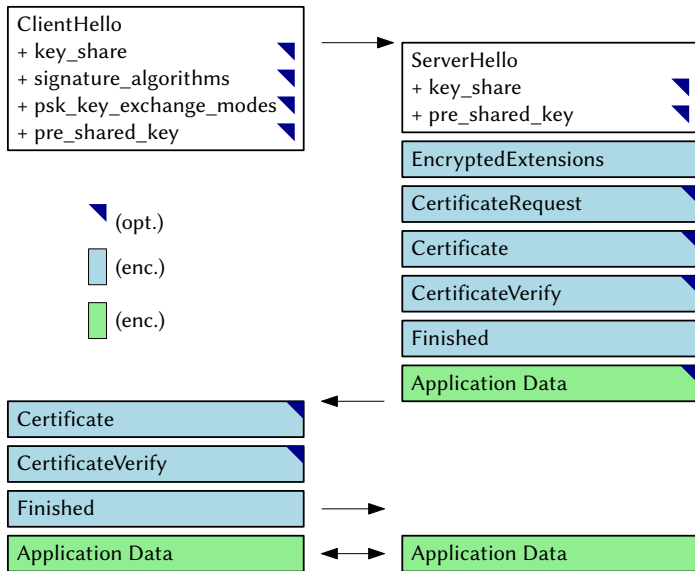 ClientHello
+ key_share
+ signature_algorithms
+ psk_key_exchange_modes
+ pre_shared_key
ServerHello
+ key_share
+ pre_shared_key
EncryptedExtensions
CertificateRequest
Certificate
CertificateVerify
Finished
Application Data
(opt.)
(enc.)
(enc.)
Certificate
CertificateVerify
Finished
Application Data
Application Data